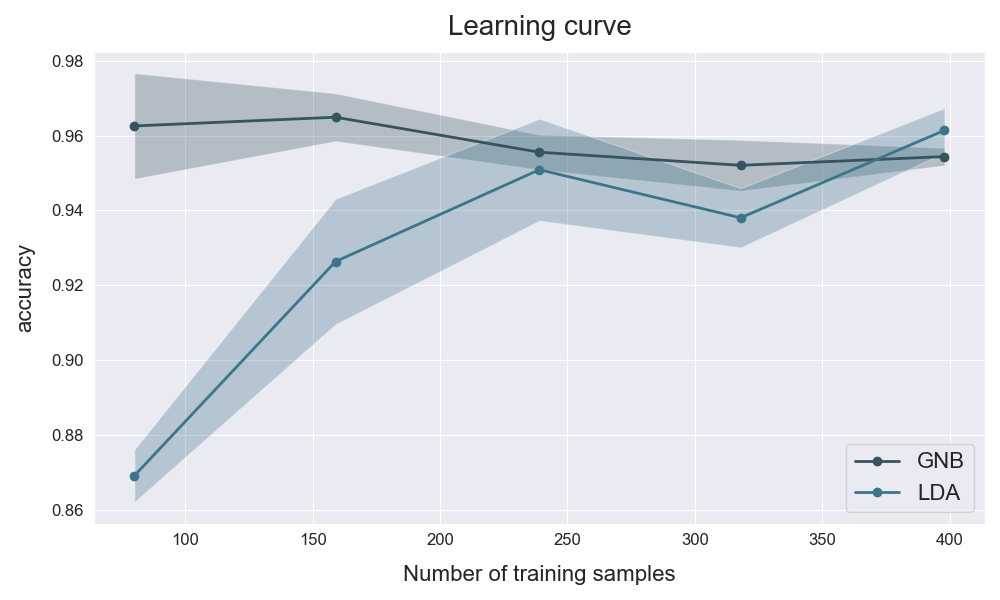 Learning curve
0.98
0.96
0.94
0.92
0.90
0.88
0.86
accuracy
100 150 200 250 300 350 400
Number of training samples
GNB
LDA